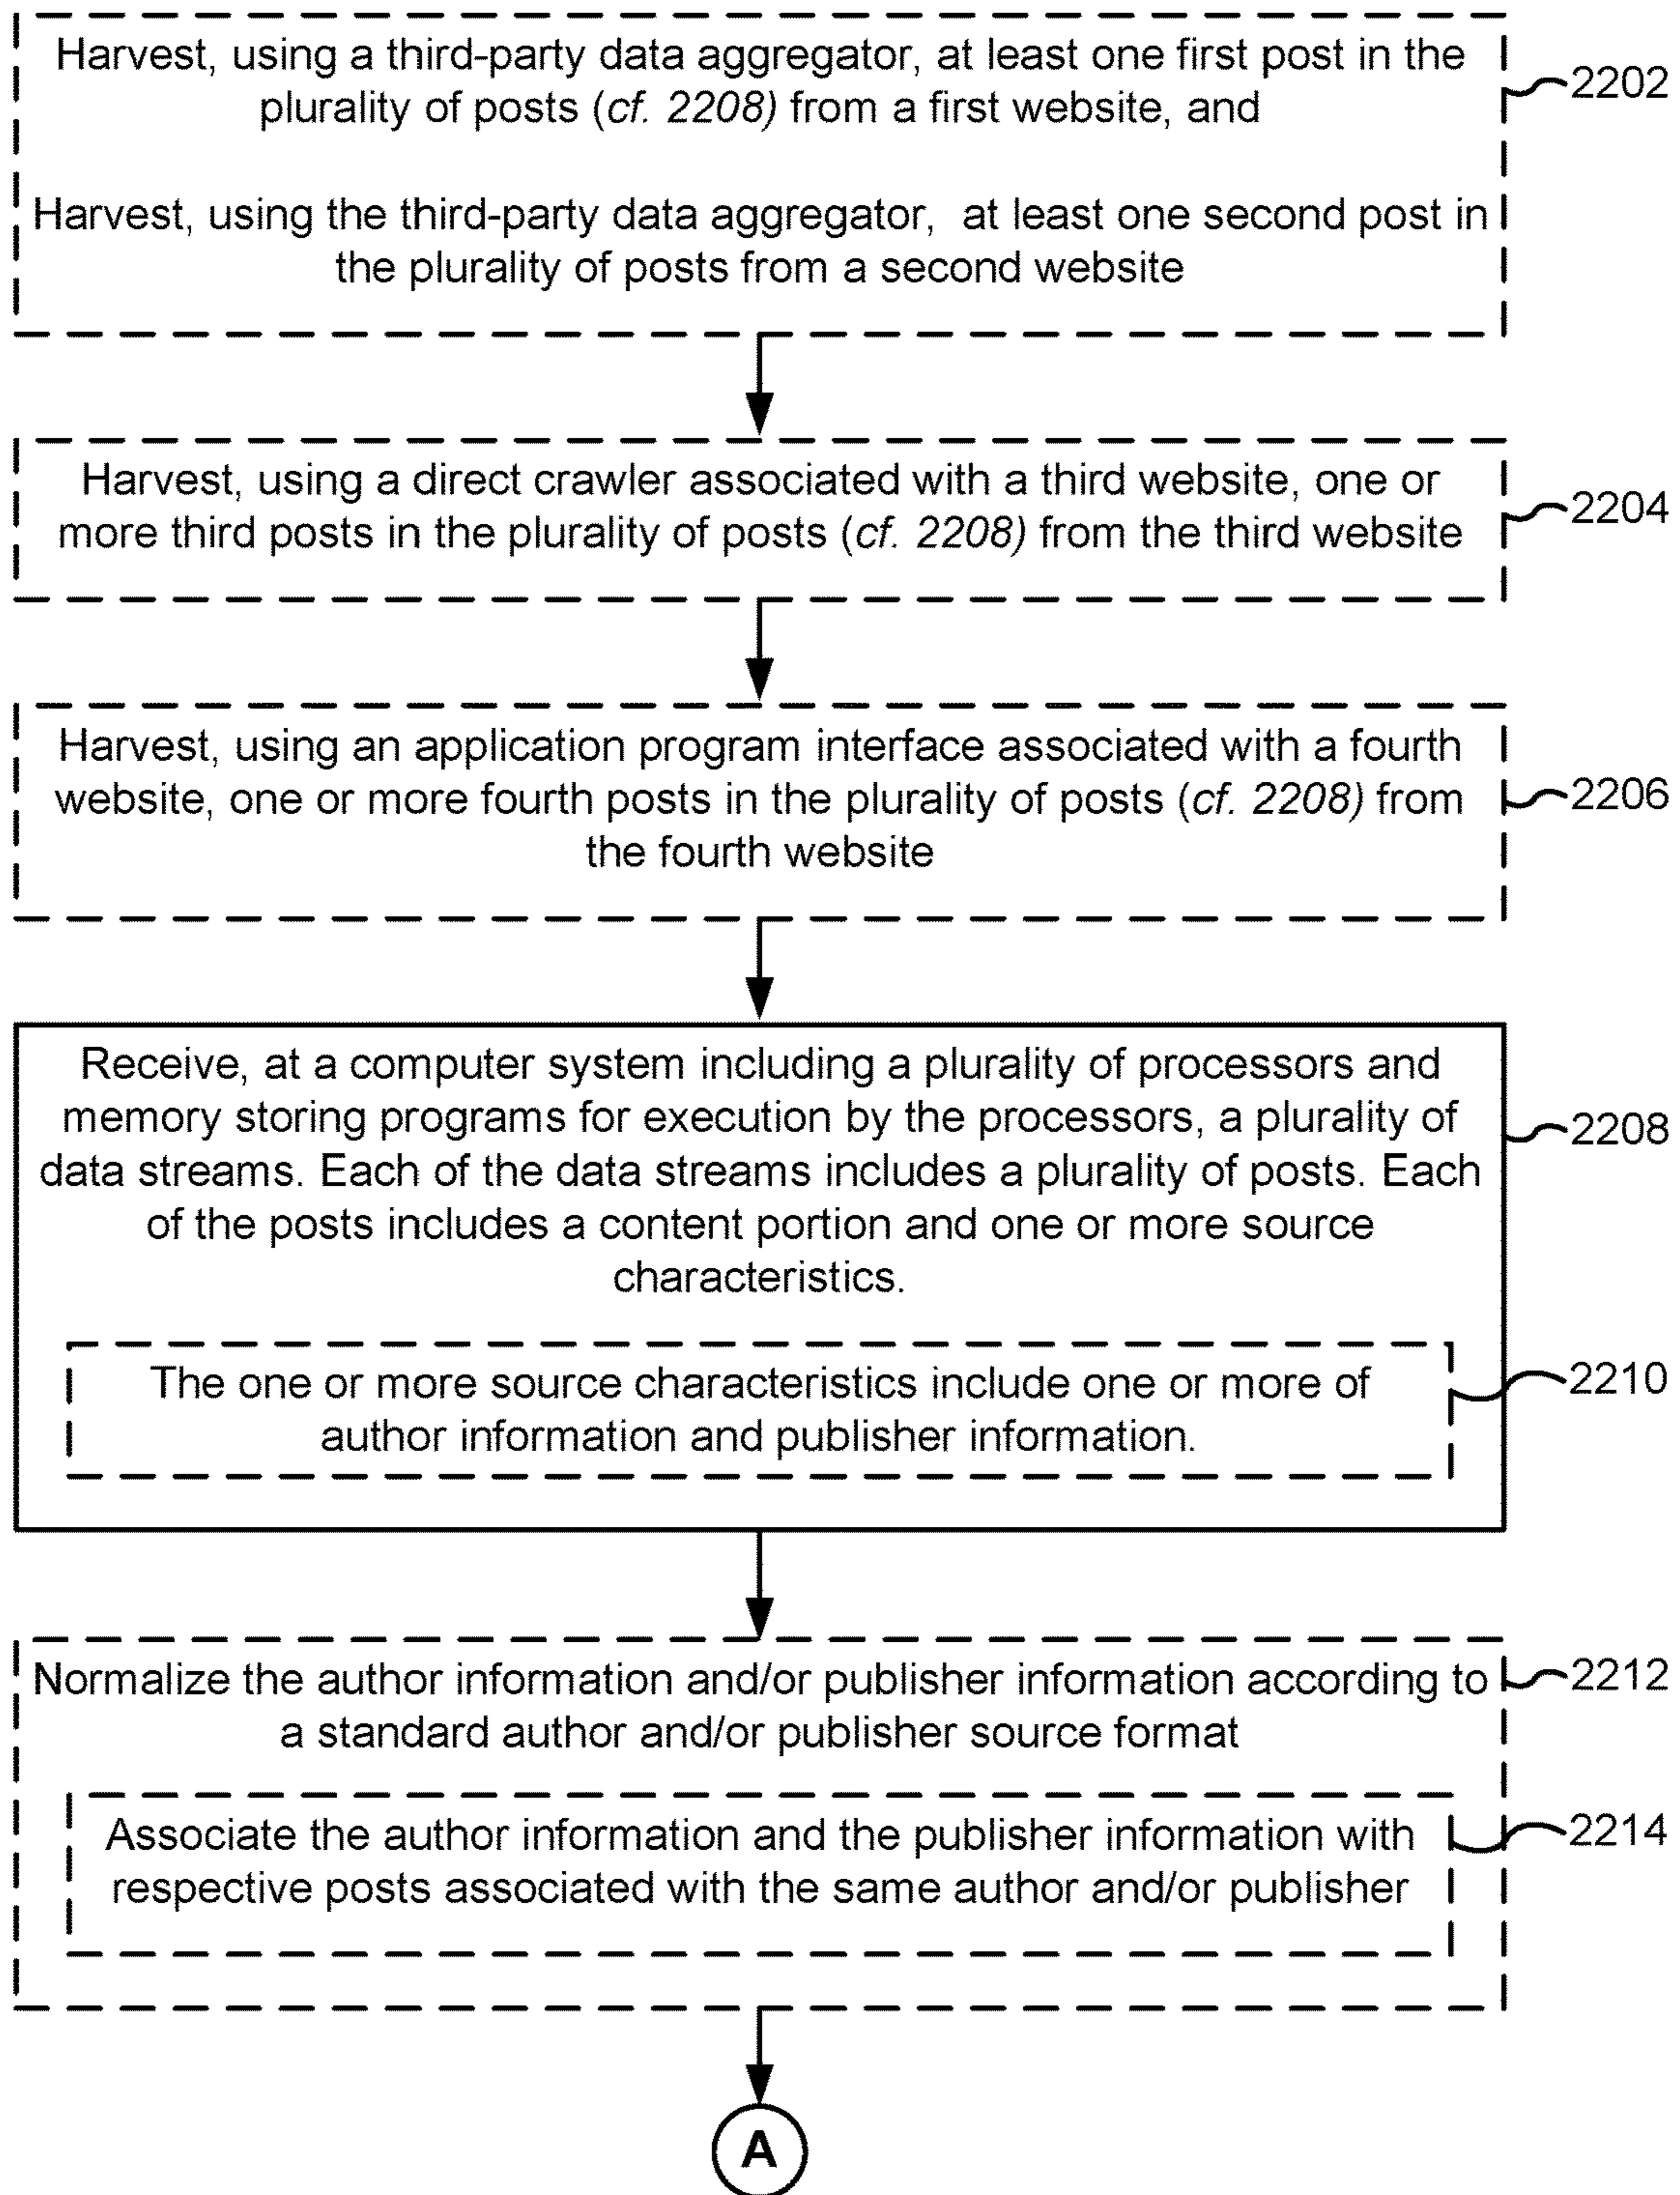 Harvest, using a third-party data aggregator, at least one first post in the
plurality of posts (cf. 2208) from a first website, and
Harvest, using the third-party data aggregator,  at least one second post in
the plurality of posts from a second website
2202
Harvest, using a direct crawler associated with a third website, one or
more third posts in the plurality of posts (cf. 2208) from the third website
2204
Harvest, using an application program interface associated with a fourth
website, one or more fourth posts in the plurality of posts (cf. 2208) from
the fourth website
2206
Receive, at a computer system including a plurality of processors and
memory storing programs for execution by the processors, a plurality of
data streams. Each of the data streams includes a plurality of posts. Each
of the posts includes a content portion and one or more source
characteristics.
2208
The one or more source characteristics include one or more of
author information and publisher information.
2210
Normalize the author information and/or publisher information according to
a standard author and/or publisher source format
2212
Associate the author information and the publisher information with
respective posts associated with the same author and/or publisher
2214
A